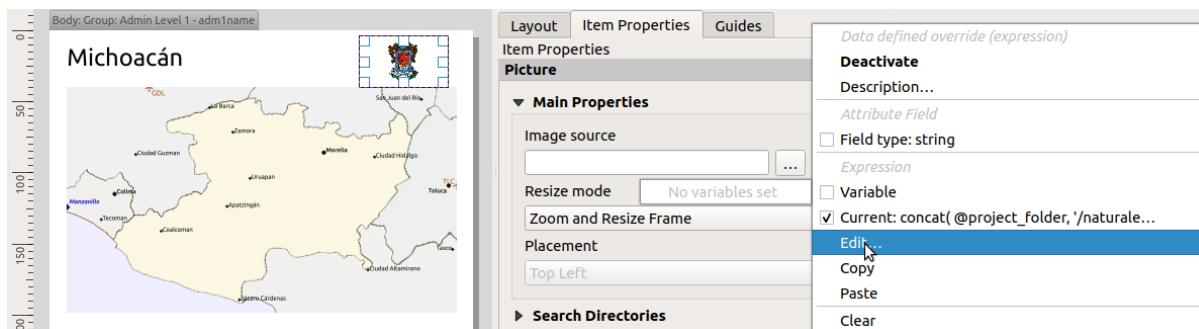 Body: Group: Admin Level 1 - adm1name
Michoacán
GDL
La Barca
San Juan del Río
Zamora
Ciudad Guzman
Morelia
Ciudad Hidalgo
Uruapan
TLC
Colima
Toluca
Manzanillo
Apatzingán
Tecoman
Coalcoman
Taxco
Ciudad Altamirano
Lázaro Cárdenas
0
50
100
150
200
Layout
Item Properties
Guides
Item Properties
Picture
Main Properties
Image source
...
Resize mode
No variables set
Zoom and Resize Frame
Placement
Top Left
Search Directories
Data defined override (expression)
Deactivate
Description…
Attribute Field
Field type: string
Expression
Variable
Current: concat( @project_folder, '/naturale…
Edit…
Copy
Paste
Clear